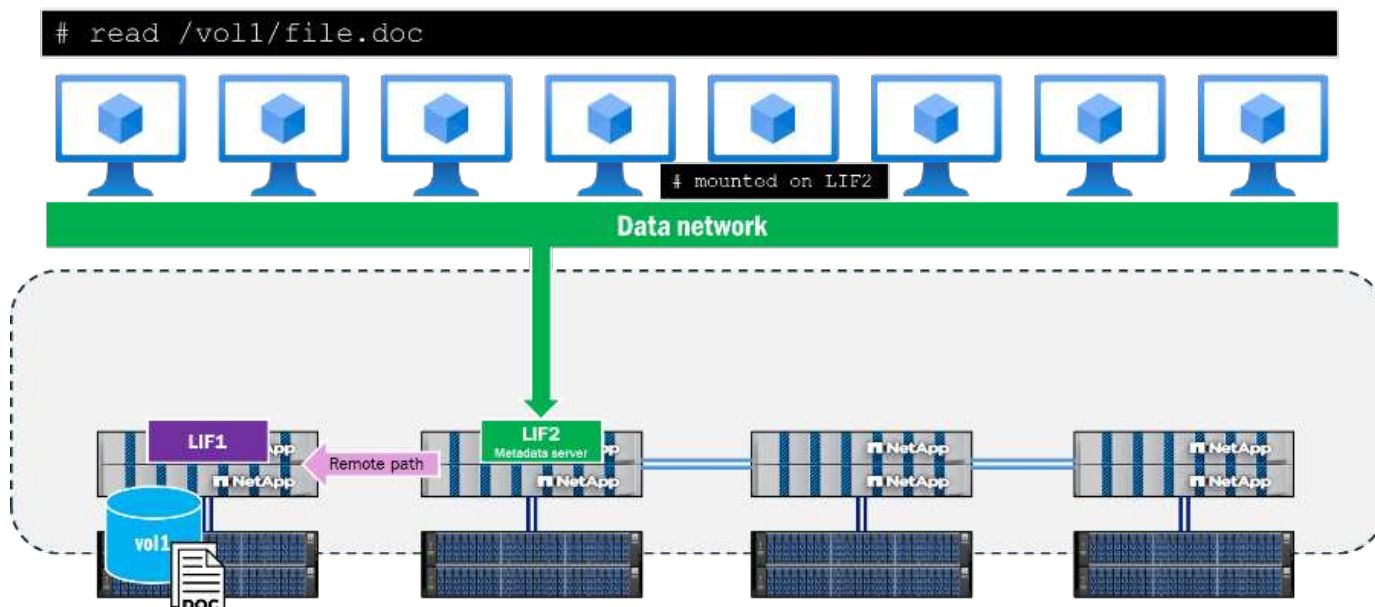 # read /vol1/file.doc
# mounted on LIF2
Data network
LIF1
LIF2
Metadata server
Remote path
NetApp
NetApp
NetApp
NetApp
NetApp
NetApp
NetApp
vol1
DOC